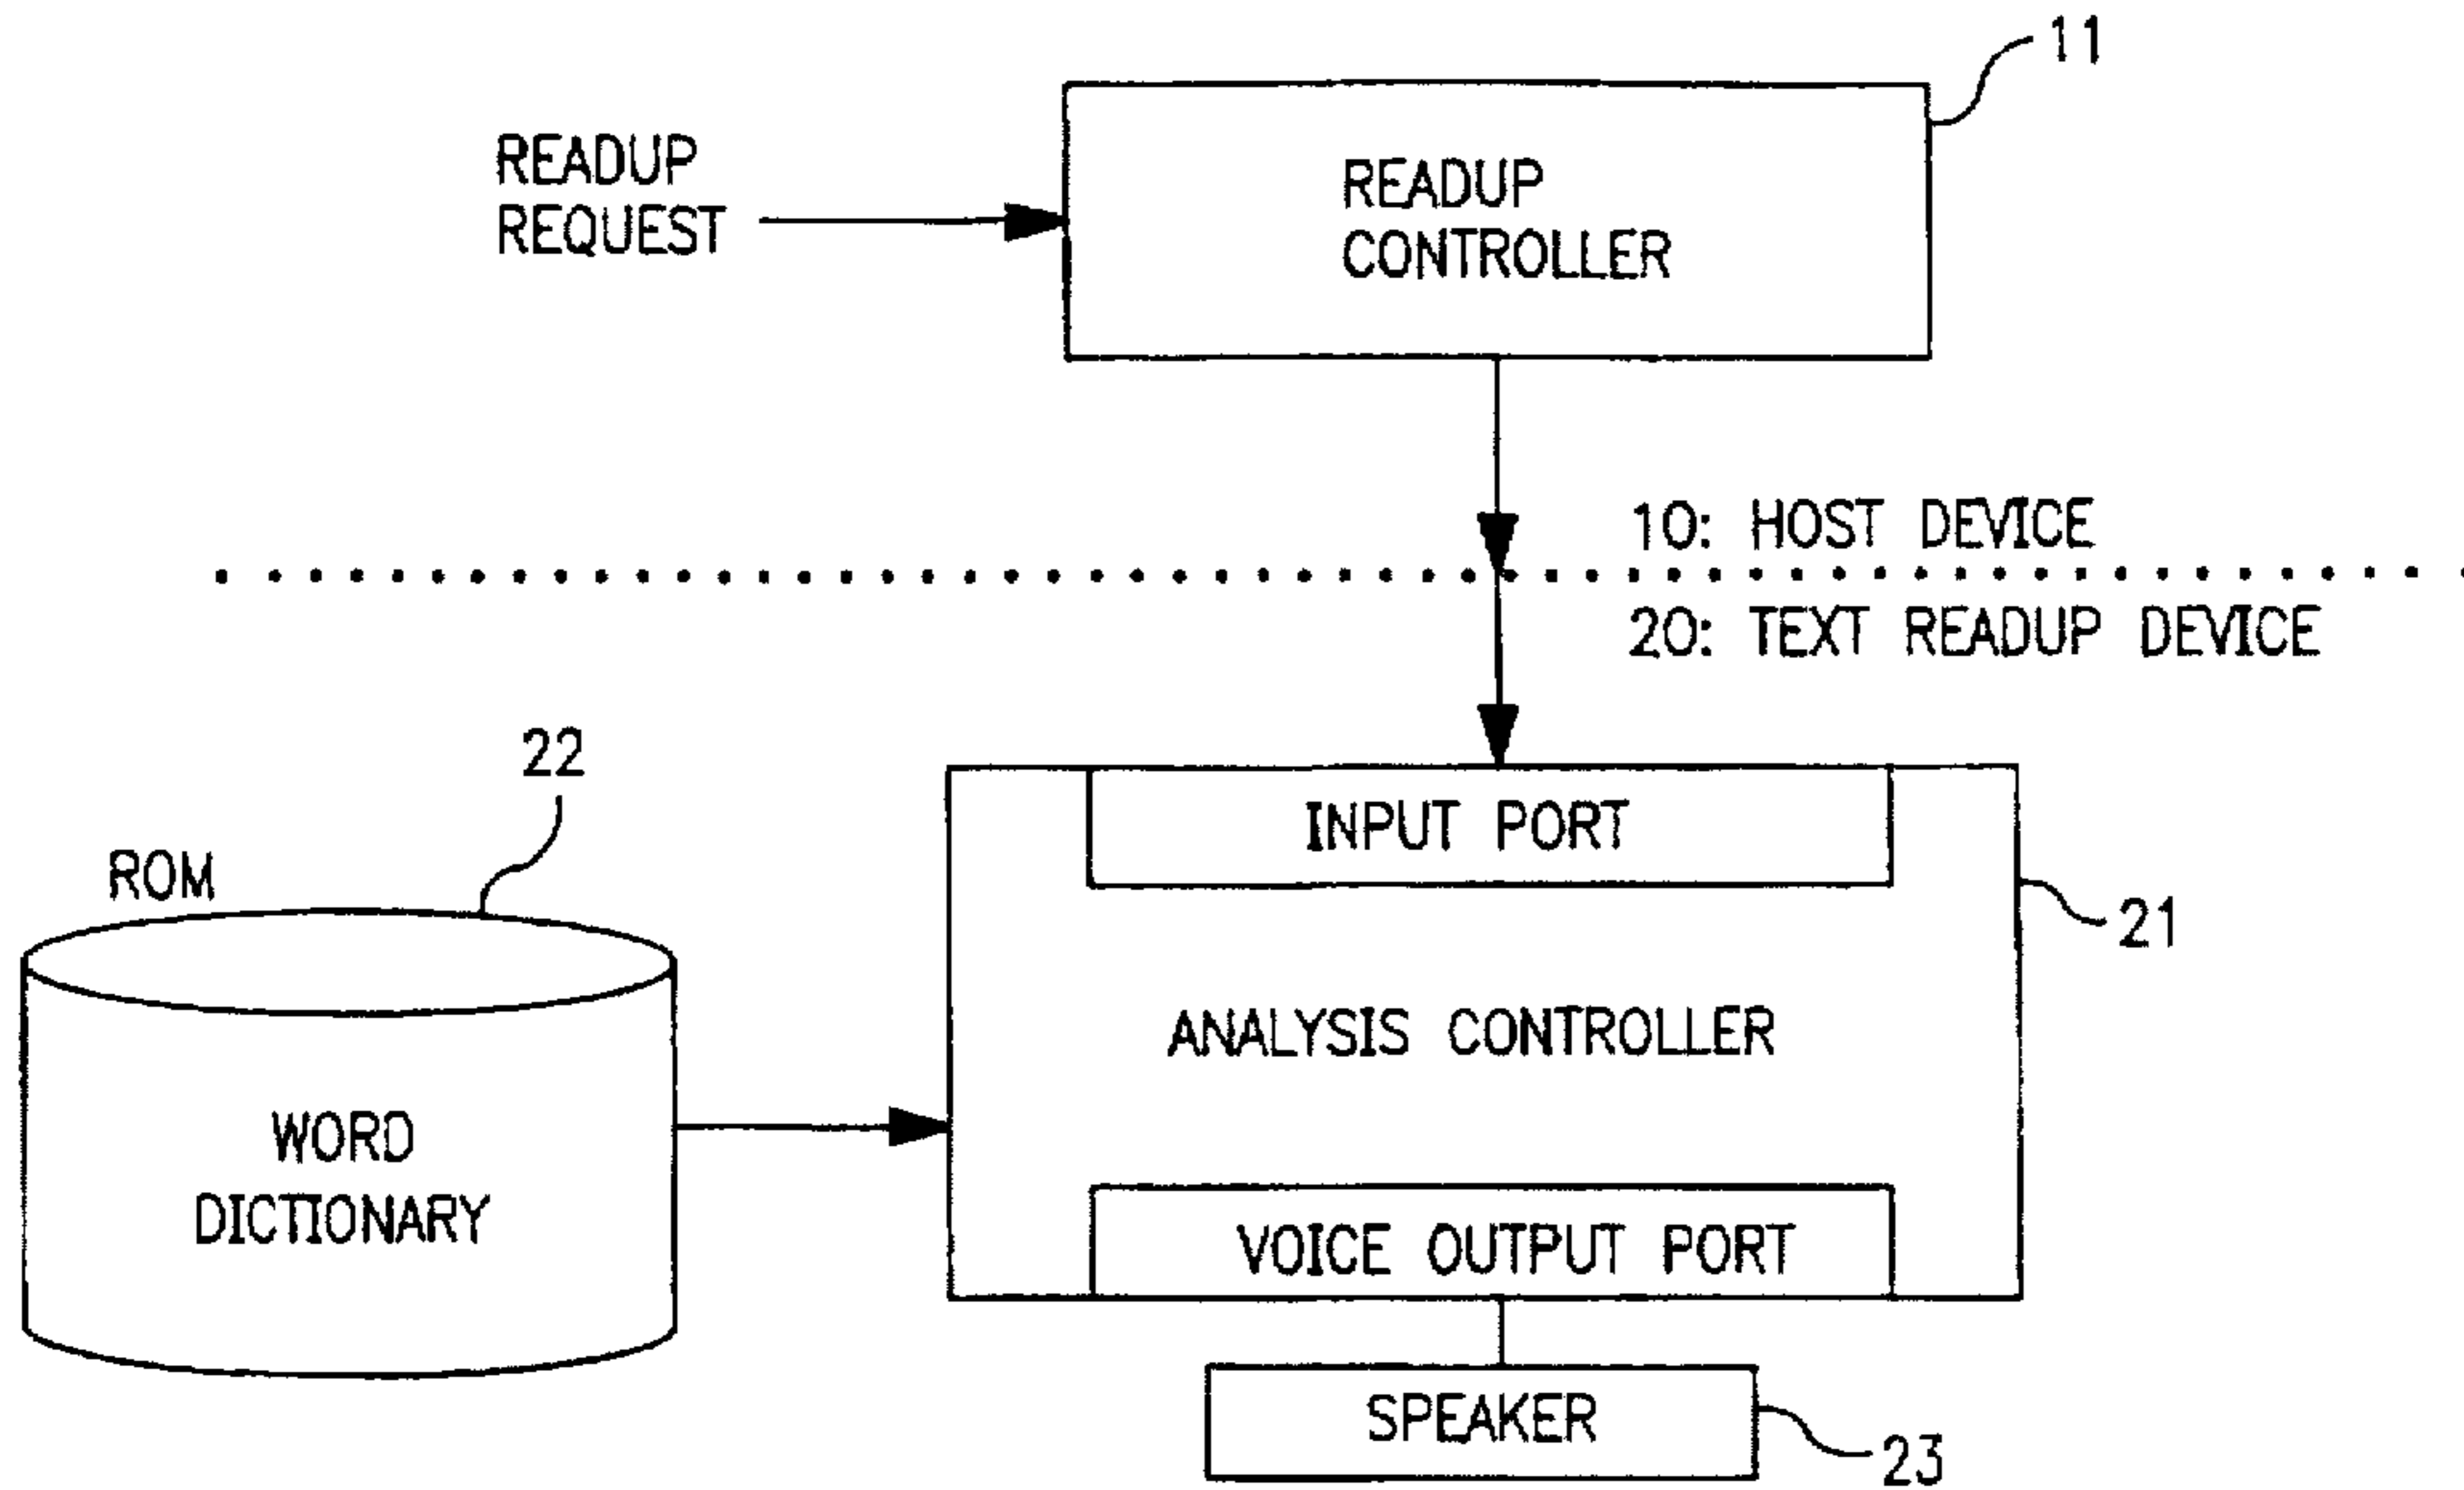 11
READUP
REQUEST
READUP
CONTROLLER
10: HOST DEVICE
20: TEXT READUP DEVICE
22
ROM
INPUT PORT
21
ANALYSIS CONTROLLER
WORD
DICTIONARY
VOICE OUTPUT PORT
SPEAKER
23